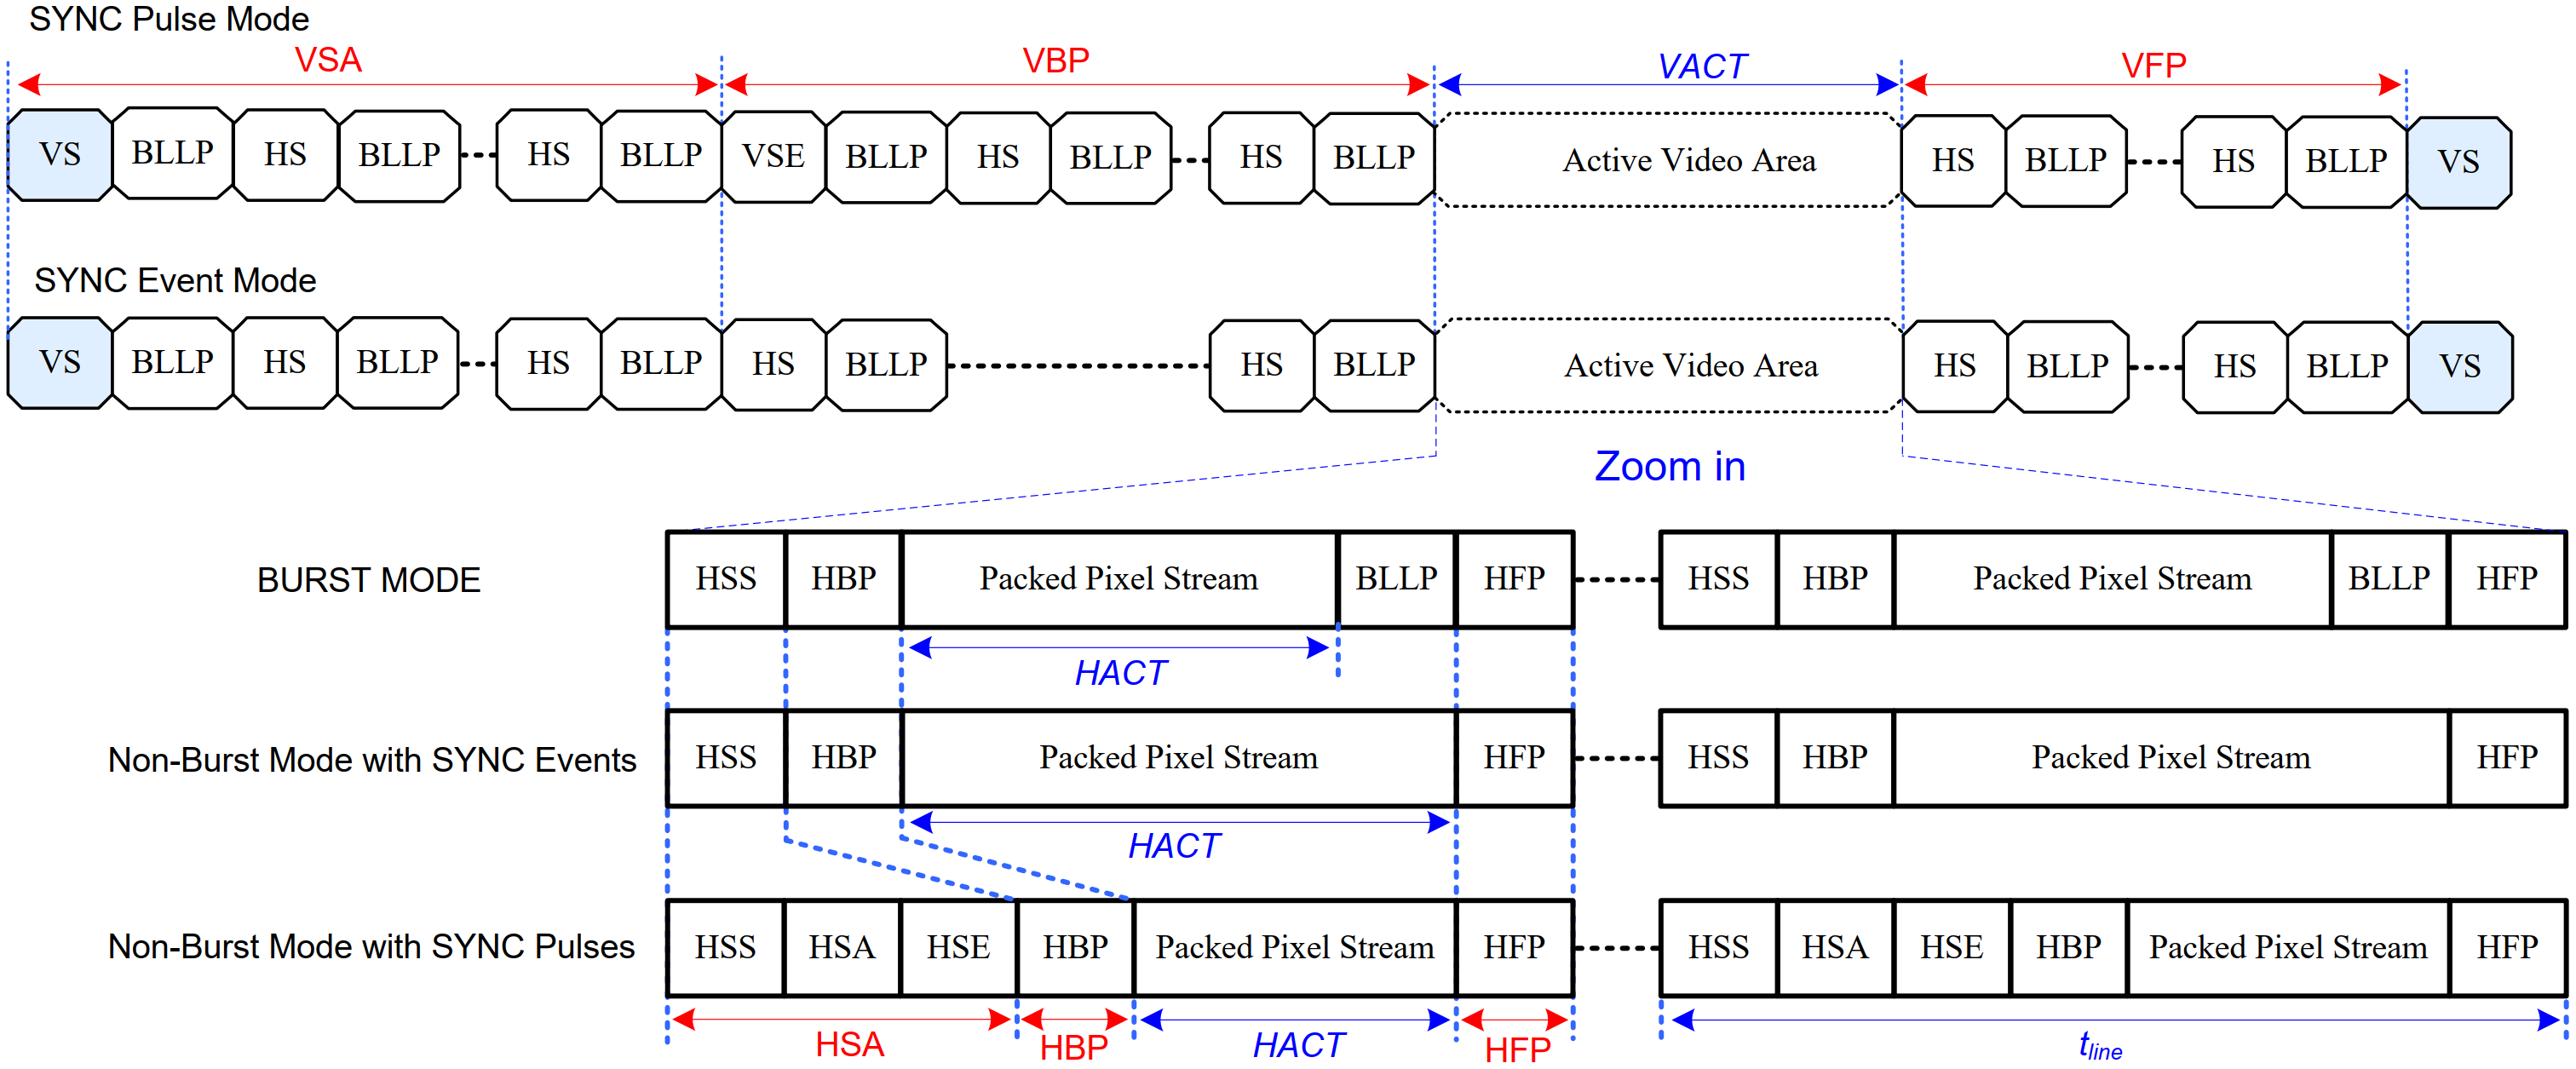 SYNC Pulse Mode
VSA VBP VACT VFP
VS BLLP HS BLLP HS BLLP VSE BLLP HS BLLP HS BLLP Active Video Area HS BLLP HS BLLP VS
SYNC Event Mode
VS BLLP HS BLLP HS BLLP HS BLLP HS BLLP Active Video Area HS BLLP HS BLLP VS
Zoom in
BURST MODE HSS HBP Packed Pixel Stream BLLP HFP HSS HBP Packed Pixel Stream BLLP HFP
HACT
Non-Burst Mode with SYNC Events HSS HBP Packed Pixel Stream HFP HSS HBP Packed Pixel Stream HFP
HACT
Non-Burst Mode with SYNC Pulses HSS HSA HSE HBP Packed Pixel Stream HFP HSS HSA HSE HBP Packed Pixel Stream HFP
HSA HBP HACT HFP tline